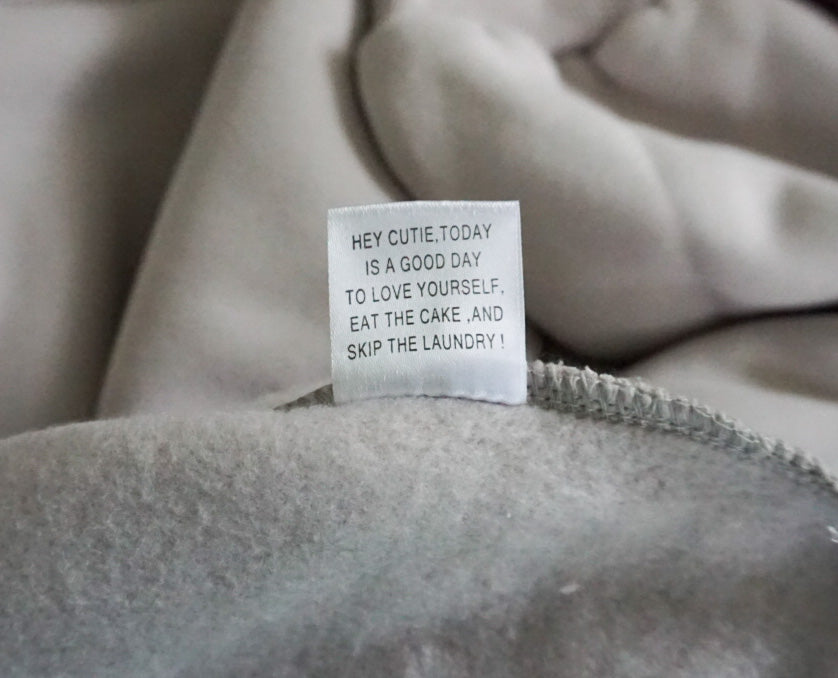 HEY CUTIE,TODAY
IS A GOOD DAY
TO LOVE YOURSELF,
EAT THE CAKE ,AND
SKIP THE LAUNDRY !